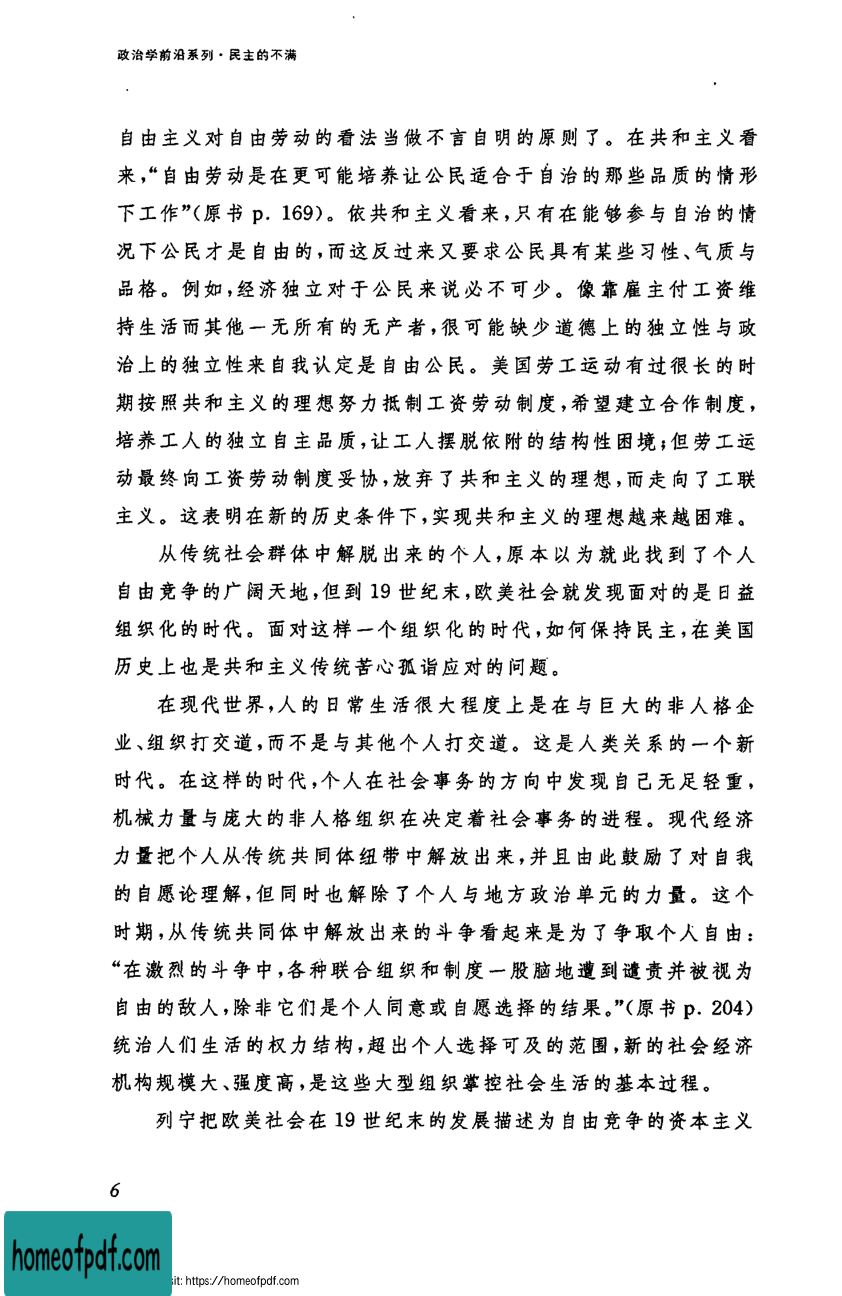 政治学前沿系列·民主的不满
自由主义对自由劳动的看法当做不言自明的原则了。在共和主义看
来，“自由劳动是在更可能培养让公民适合于自治的那些品质的情形
下工作”(原书 p. 169)。依共和主义看来，只有在能够参与自治的情
况下公民才是自由的，而这反过来又要求公民具有某些习性、气质与
品格。例如，经济独立对于公民来说必不可少。像靠雇主付工资维
持生活而其他一无所有的无产者，很可能缺少道德上的独立性与政
治上的独立性来自我认定是自由公民。美国劳工运动有过很长的时
期按照共和主义的理想努力抵制工资劳动制度，希望建立合作制度，
培养工人的独立自主品质，让工人摆脱依附的结构性困境；但劳工运
动最终向工资劳动制度妥协，放弃了共和主义的理想，而走向了工联
主义。这表明在新的历史条件下，实现共和主义的理想越来越困难。
从传统社会群体中解脱出来的个人，原本以为就此找到了个人
自由竞争的广阔天地，但到 19 世纪末，欧美社会就发现面对的是日益
组织化的时代。面对这样一个组织化的时代，如何保持民主，在美国
历史上也是共和主义传统苦心孤诣应对的问题。
在现代世界，人的日常生活很大程度上是在与巨大的非人格企
业、组织打交道，而不是与其他个人打交道。这是人类关系的一个新
时代。在这样的时代，个人在社会事务的方向中发现自己无足轻重，
机械力量与庞大的非人格组织在决定着社会事务的进程。现代经济
力量把个人从传统共同体纽带中解放出来，并且由此鼓励了对自我
的自愿论理解，但同时也解除了个人与地方政治单元的力量。这个
时期，从传统共同体中解放出来的斗争看起来是为了争取个人自由：
“在激烈的斗争中，各种联合组织和制度一股脑地遭到谴责并被视为
自由的敌人，除非它们是个人同意或自愿选择的结果。”(原书 p. 204)
统治人们生活的权力结构，超出个人选择可及的范围，新的社会经济
机构规模大、强度高，是这些大型组织掌控社会生活的基本过程。
列宁把欧美社会在 19 世纪末的发展描述为自由竞争的资本主义
6
homeofpdf.com
sit: https://homeofpdf.com